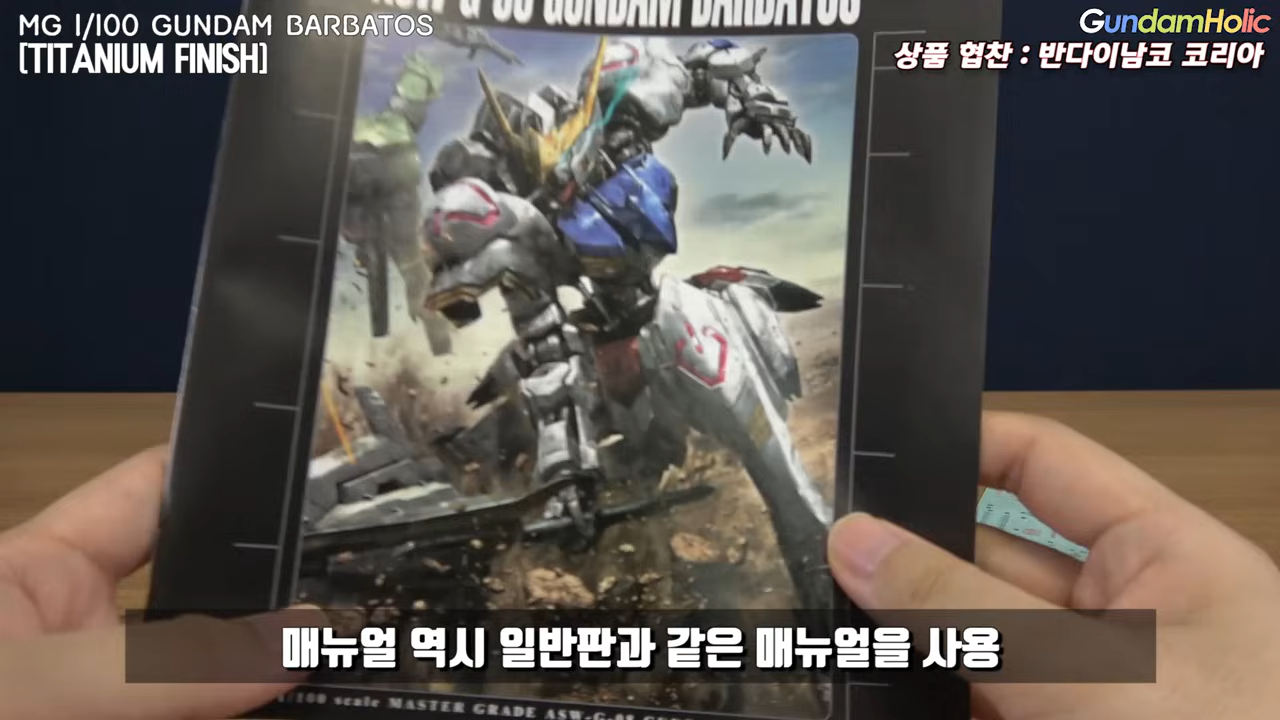 MG 1/100 GUNDAM BARBATOS
[TITANIUM FINISH]
GundamHolic
상품 협찬 : 반다이남코 코리아
GUNDAM BARBATOS
매뉴얼 역시 일반판과 같은 매뉴얼을 사용
1/100 scale MASTER GRADE